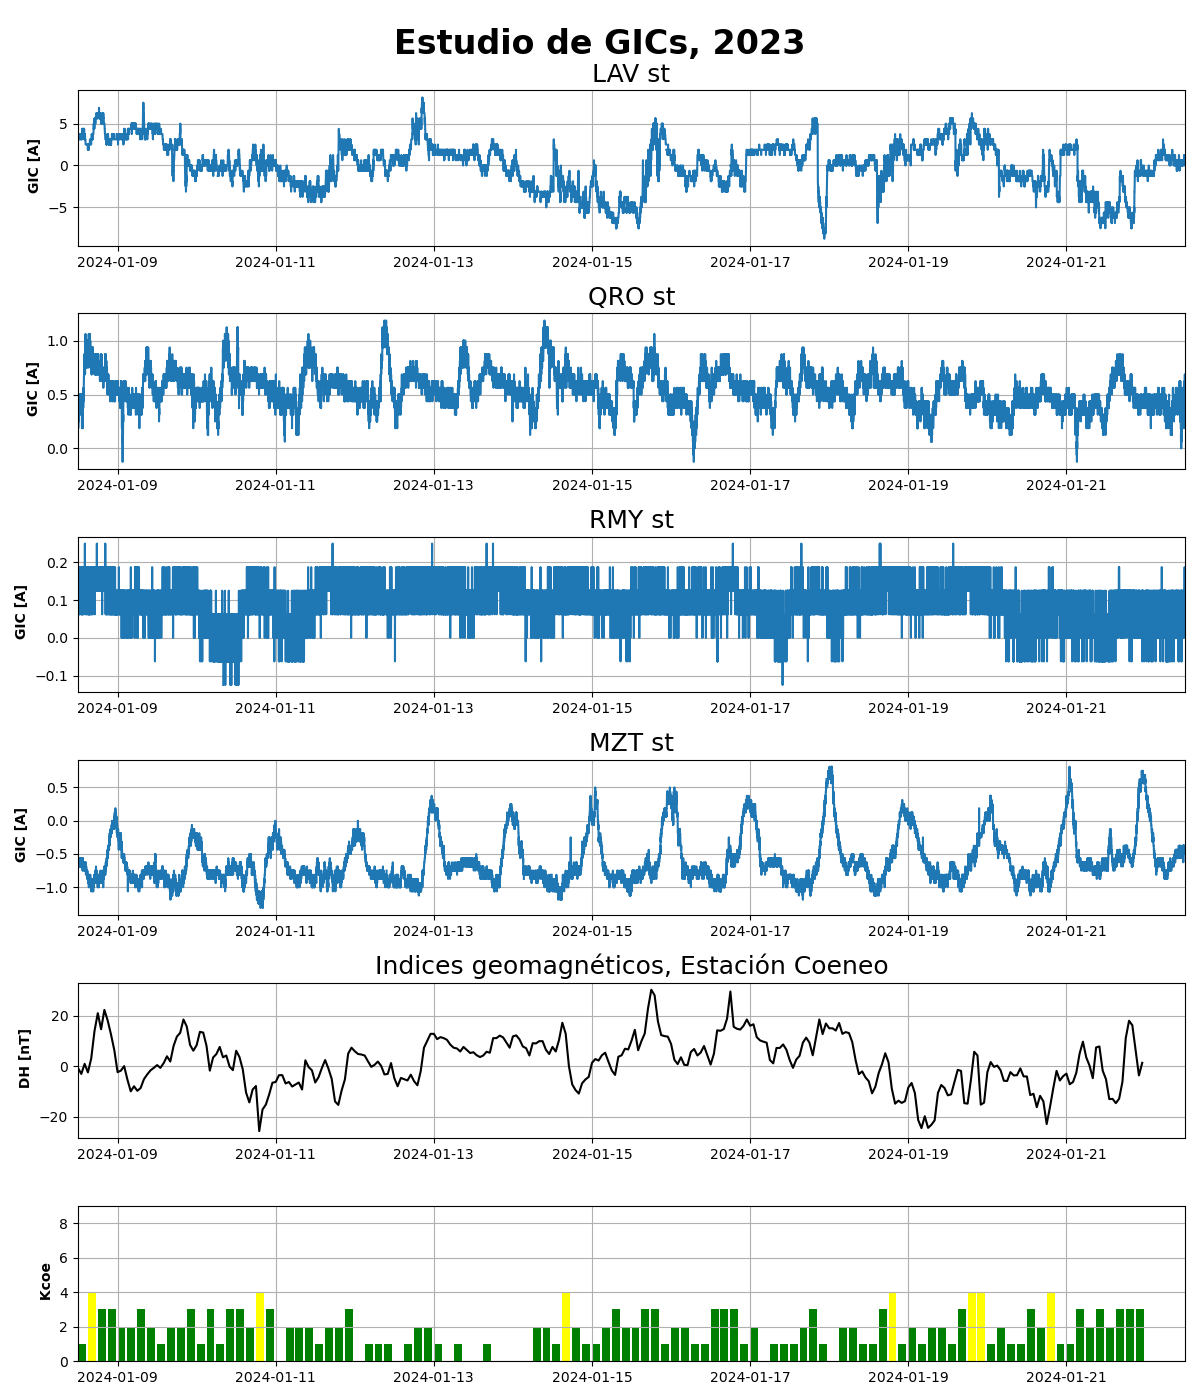 Estudio de GICs, 2023
LAV st
GIC [A]
5
0
−5
2024-01-09 2024-01-11 2024-01-13 2024-01-15 2024-01-17 2024-01-19 2024-01-21
QRO st
GIC [A]
1.0
0.5
0.0
2024-01-09 2024-01-11 2024-01-13 2024-01-15 2024-01-17 2024-01-19 2024-01-21
RMY st
GIC [A]
0.2
0.1
0.0
−0.1
2024-01-09 2024-01-11 2024-01-13 2024-01-15 2024-01-17 2024-01-19 2024-01-21
MZT st
GIC [A]
0.5
0.0
−0.5
−1.0
2024-01-09 2024-01-11 2024-01-13 2024-01-15 2024-01-17 2024-01-19 2024-01-21
Indices geomagnéticos, Estación Coeneo
DH [nT]
20
0
−20
2024-01-09 2024-01-11 2024-01-13 2024-01-15 2024-01-17 2024-01-19 2024-01-21
Kcoe
8
6
4
2
0
2024-01-09 2024-01-11 2024-01-13 2024-01-15 2024-01-17 2024-01-19 2024-01-21